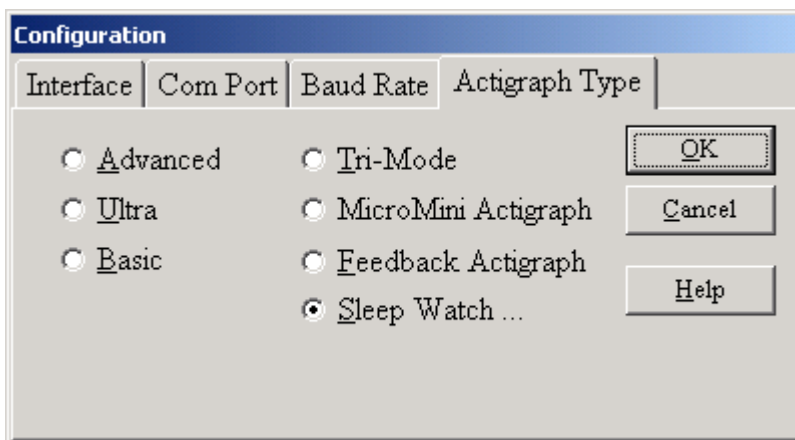 Configuration
Interface Com Port Baud Rate Actigraph Type
Advanced Tri-Mode OK
Ultra MicroMini Actigraph Cancel
Basic Feedback Actigraph Help
Sleep Watch ...